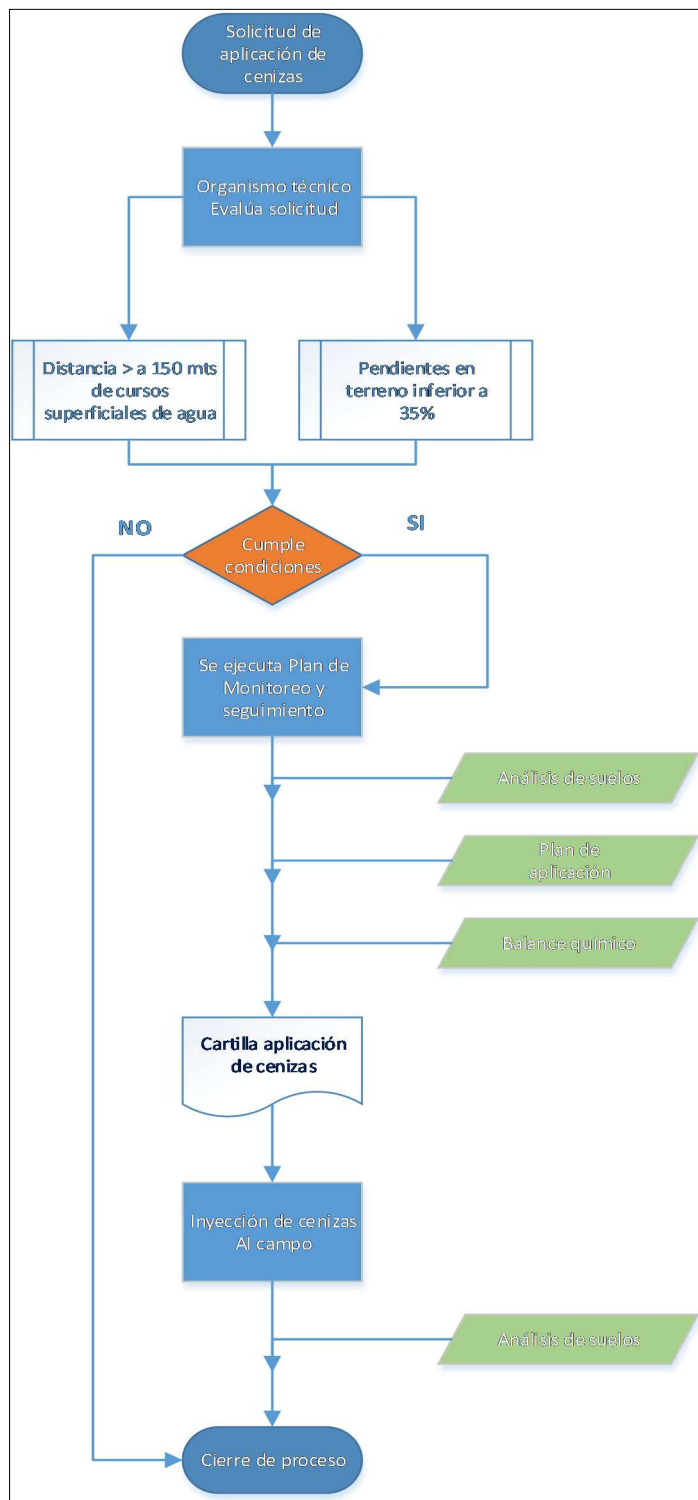 Solicitud de
aplicación de
cenizas
Organismo técnico
Evalúa solicitud
Distancia > a 150 mts
de cursos
superficiales de agua
Pendientes en
terreno inferior a
35%
NO
SI
Cumple
condiciones
Se ejecuta Plan de
Monitoreo y
seguimiento
Análisis de suelos
Plan de
aplicación
Balance químico
Cartilla aplicación
de cenizas
Inyección de cenizas
Al campo
Análisis de suelos
Cierre de proceso